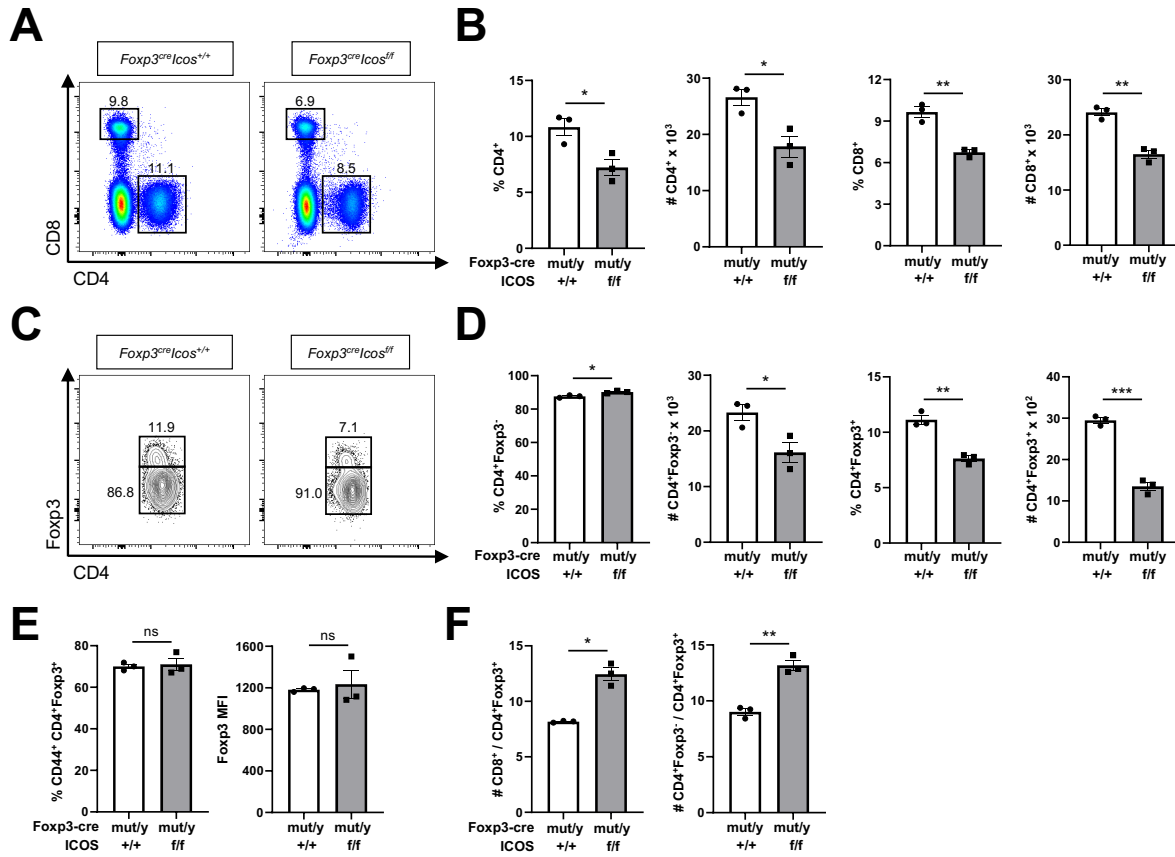 A
Foxp3ᶜʳᵉIcos⁺/⁺
Foxp3ᶜʳᵉIcosᶠ/ᶠ
9.8
11.1
6.9
8.5
CD8
CD4
B
% CD4⁺
15
10
5
0
*
# CD4⁺ x 10³
30
20
10
0
*
% CD8⁺
12
9
6
3
0
**
# CD8⁺ x 10³
30
20
10
0
**
Foxp3-cre mut/y mut/y mut/y mut/y mut/y mut/y mut/y mut/y
ICOS +/+ f/f +/+ f/f +/+ f/f +/+ f/f
C
Foxp3ᶜʳᵉIcos⁺/⁺
Foxp3ᶜʳᵉIcosᶠ/ᶠ
11.9
86.8
7.1
91.0
Foxp3
CD4
D
% CD4⁺Foxp3⁻
100
80
60
40
20
0
*
# CD4⁺Foxp3⁻ x 10³
30
20
10
0
*
% CD4⁺Foxp3⁺
15
10
5
0
**
# CD4⁺Foxp3⁺ x 10²
40
30
20
10
0
***
Foxp3-cre mut/y mut/y mut/y mut/y mut/y mut/y mut/y mut/y
ICOS +/+ f/f +/+ f/f +/+ f/f +/+ f/f
E
% CD44⁺ CD4⁺Foxp3⁺
80
60
40
20
0
ns
Foxp3 MFI
1600
1200
800
400
0
ns
Foxp3-cre mut/y mut/y mut/y mut/y
ICOS +/+ f/f +/+ f/f
F
# CD8⁺ / CD4⁺Foxp3⁺
15
10
5
0
*
# CD4⁺Foxp3⁻ / CD4⁺Foxp3⁺
15
10
5
0
**
Foxp3-cre mut/y mut/y mut/y mut/y
ICOS +/+ f/f +/+ f/f